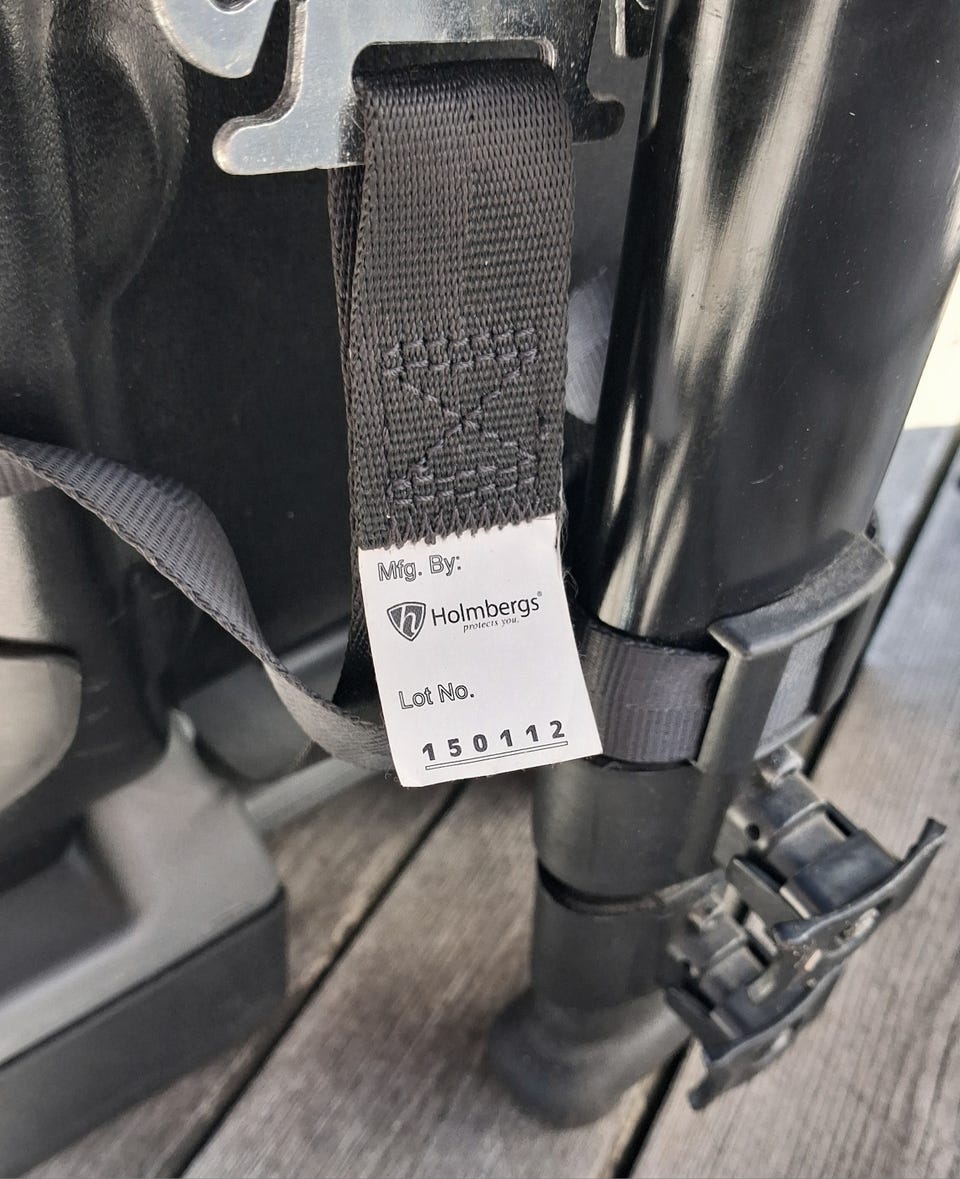 Mfg. By:
h Holmbergs®
protects you.
Lot No.
150112